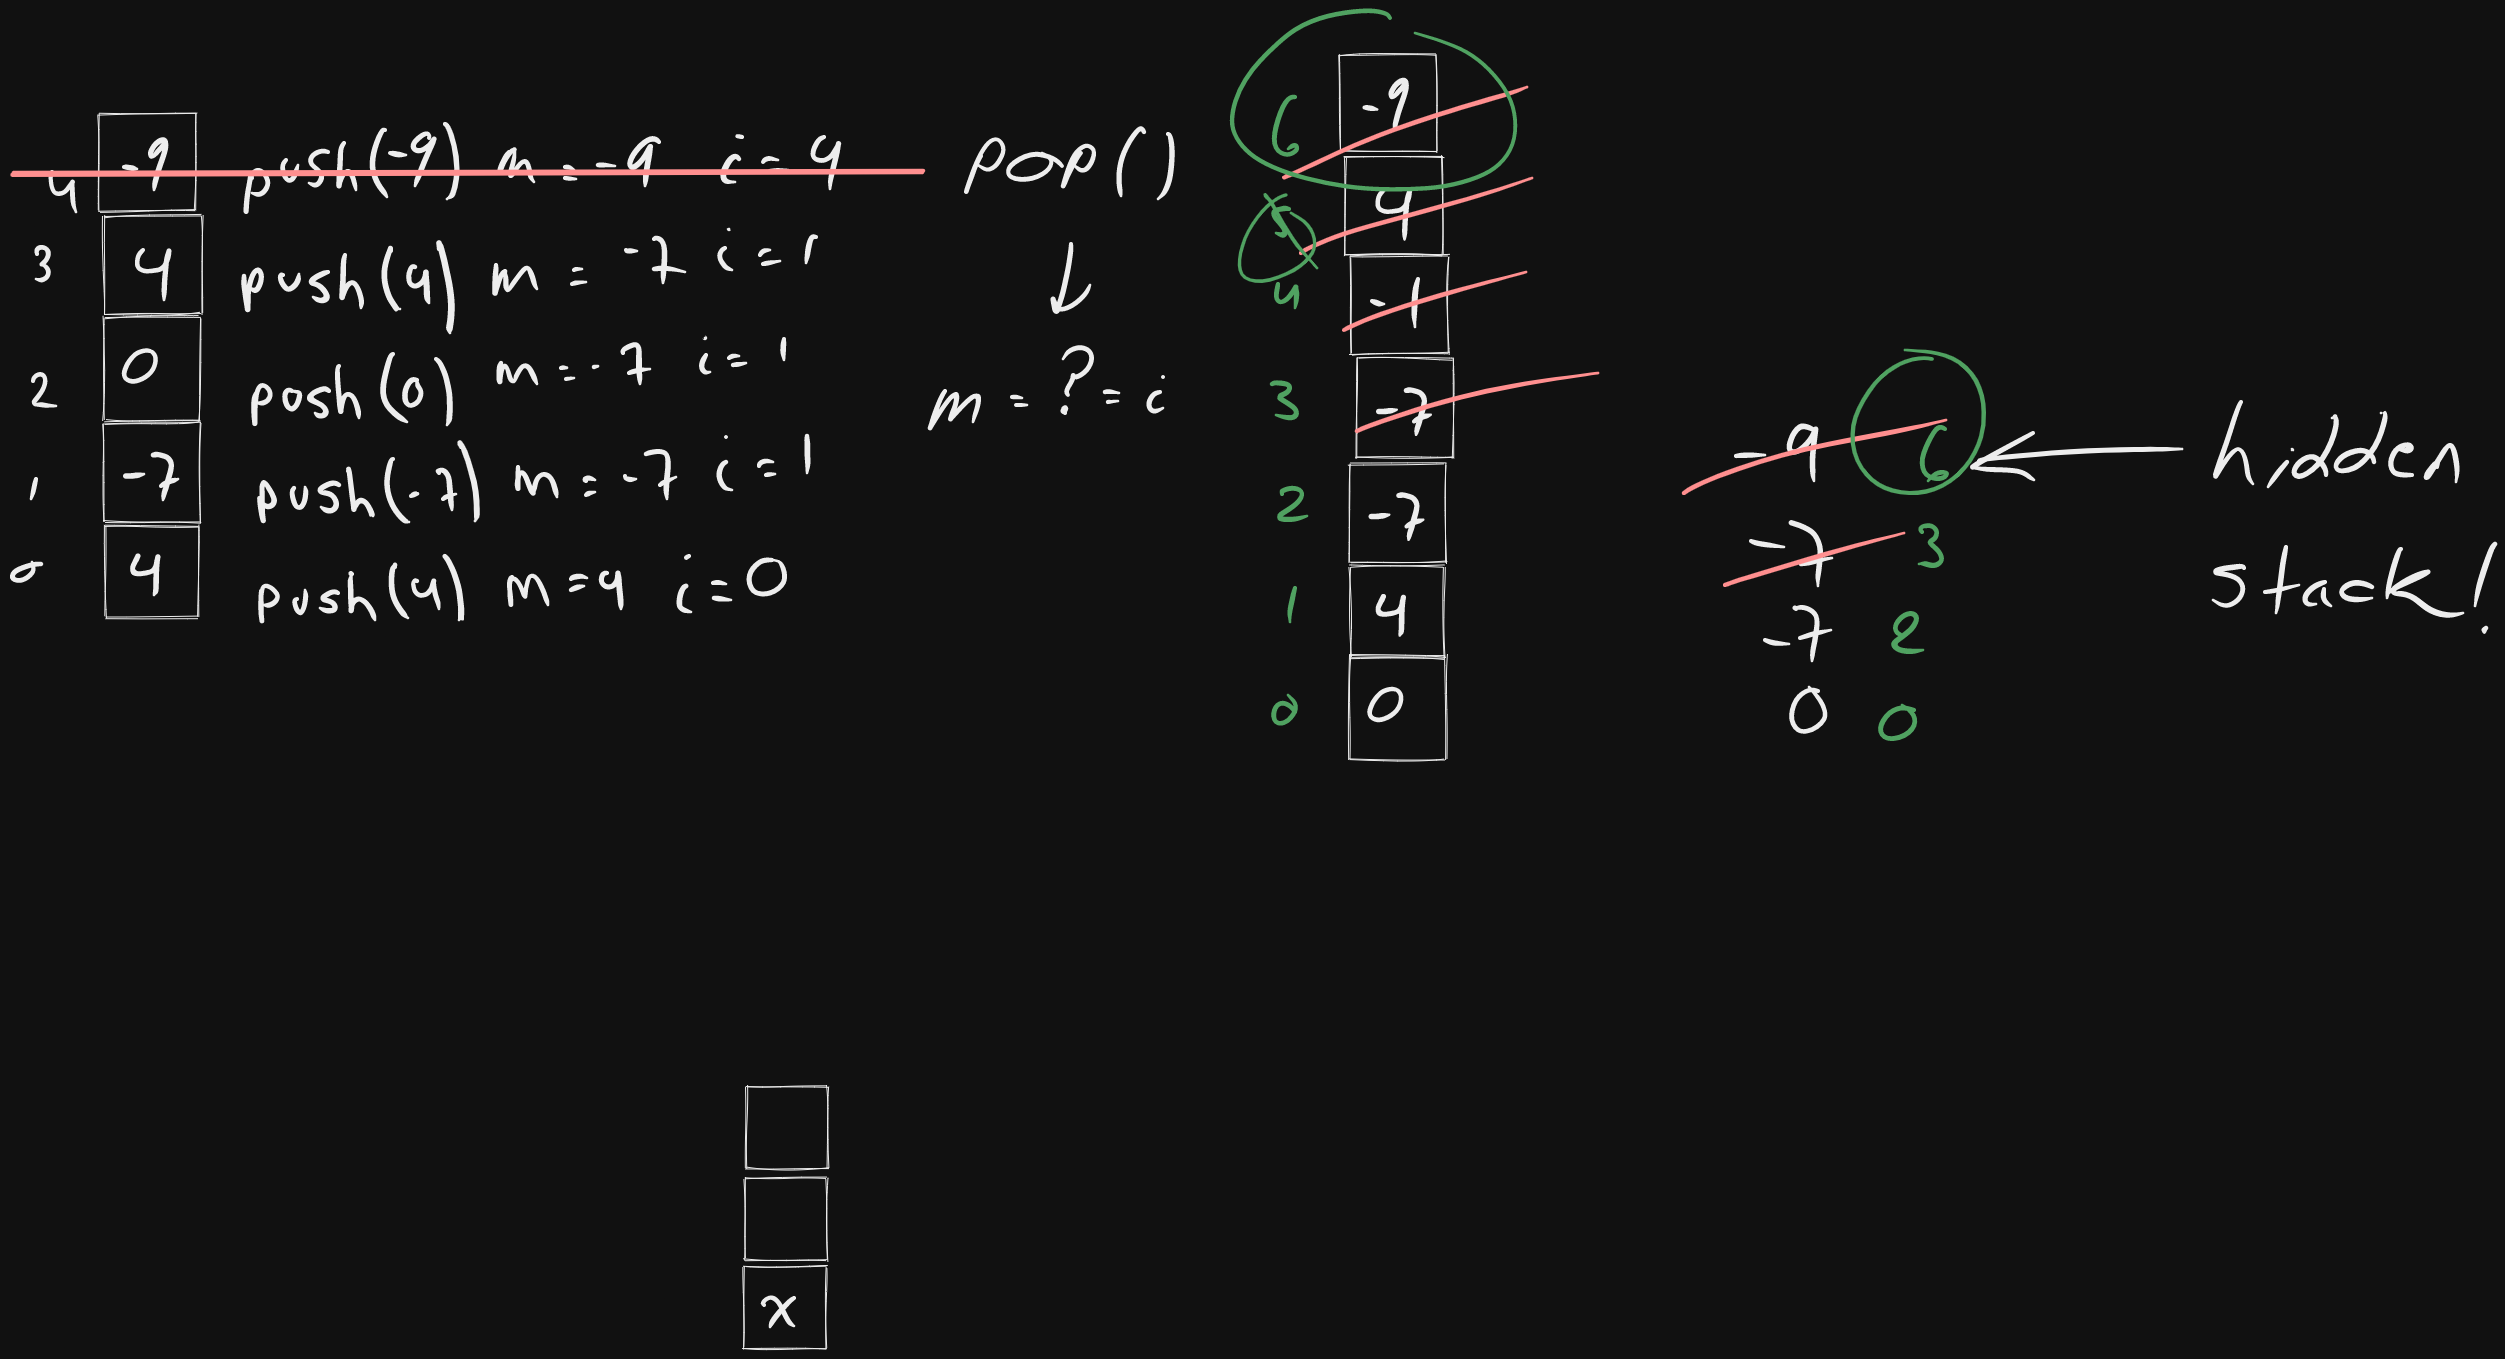 4 -9 push(-9) m = -9 i = 4 pop()
3 4 push(4) m = -7 i = 1
2 0 push(0) m = -7 i = 1
1 -7 push(-7) m = -7 i = 1
0 4 push(4) m = 4 i = 0
m = ? = i
6 -9
5 4
4 -1
3 -7
2 -7
1 4
0 0
-9 6
-7 3
-7 2
0 0
hidden
stack!
x